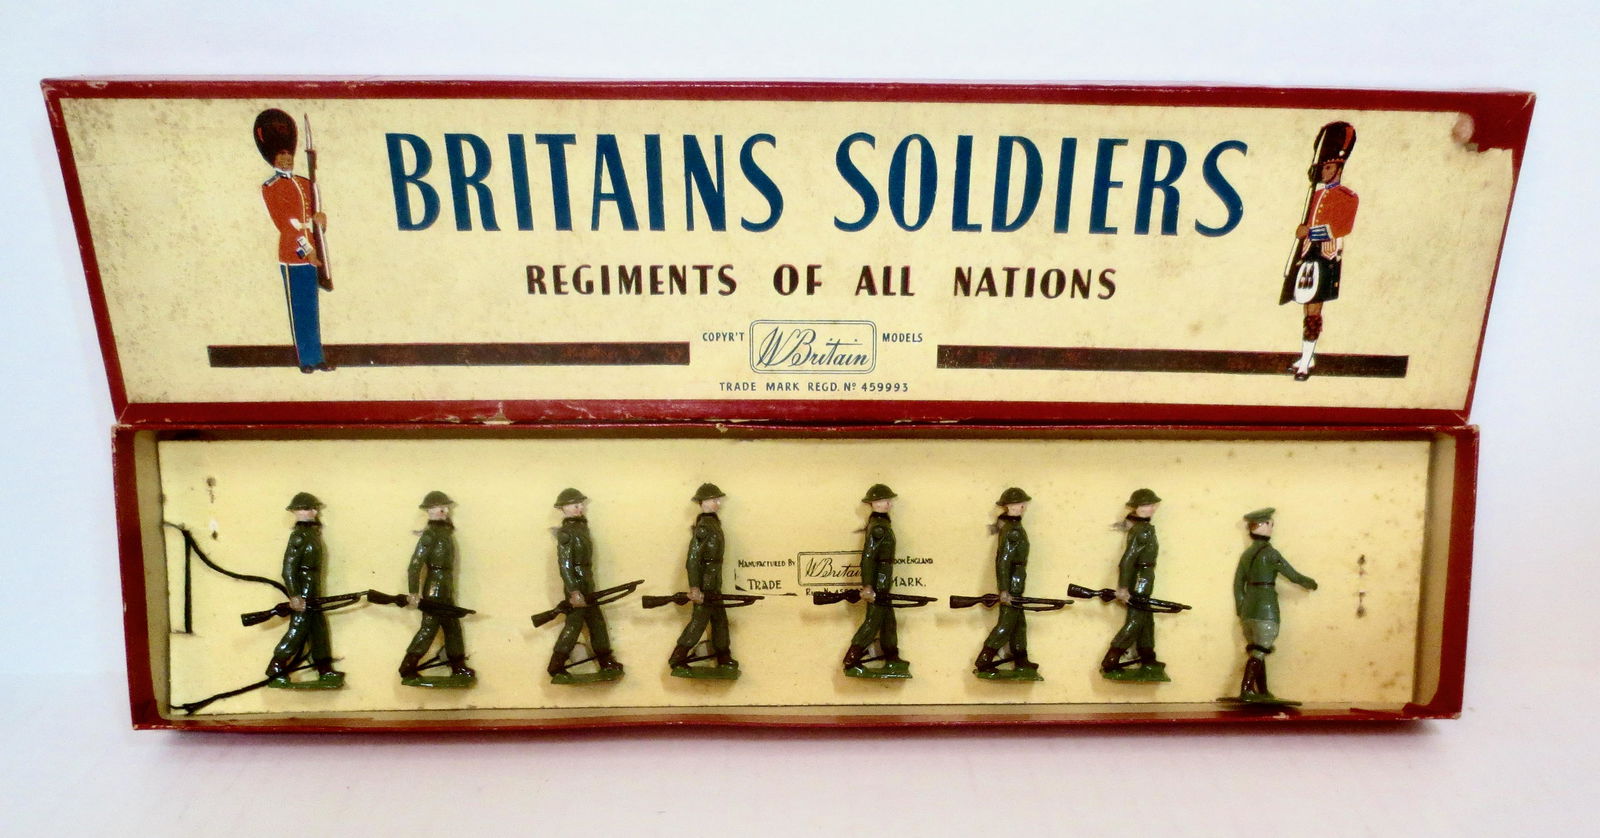 BRITAINS SOLDIERS
REGIMENTS OF ALL NATIONS
COPYR'T W Britain MODELS
TRADE MARK REGD. Nº 459993
MANUFACTURED BY W Britain ENGLAND
TRADE MARK.